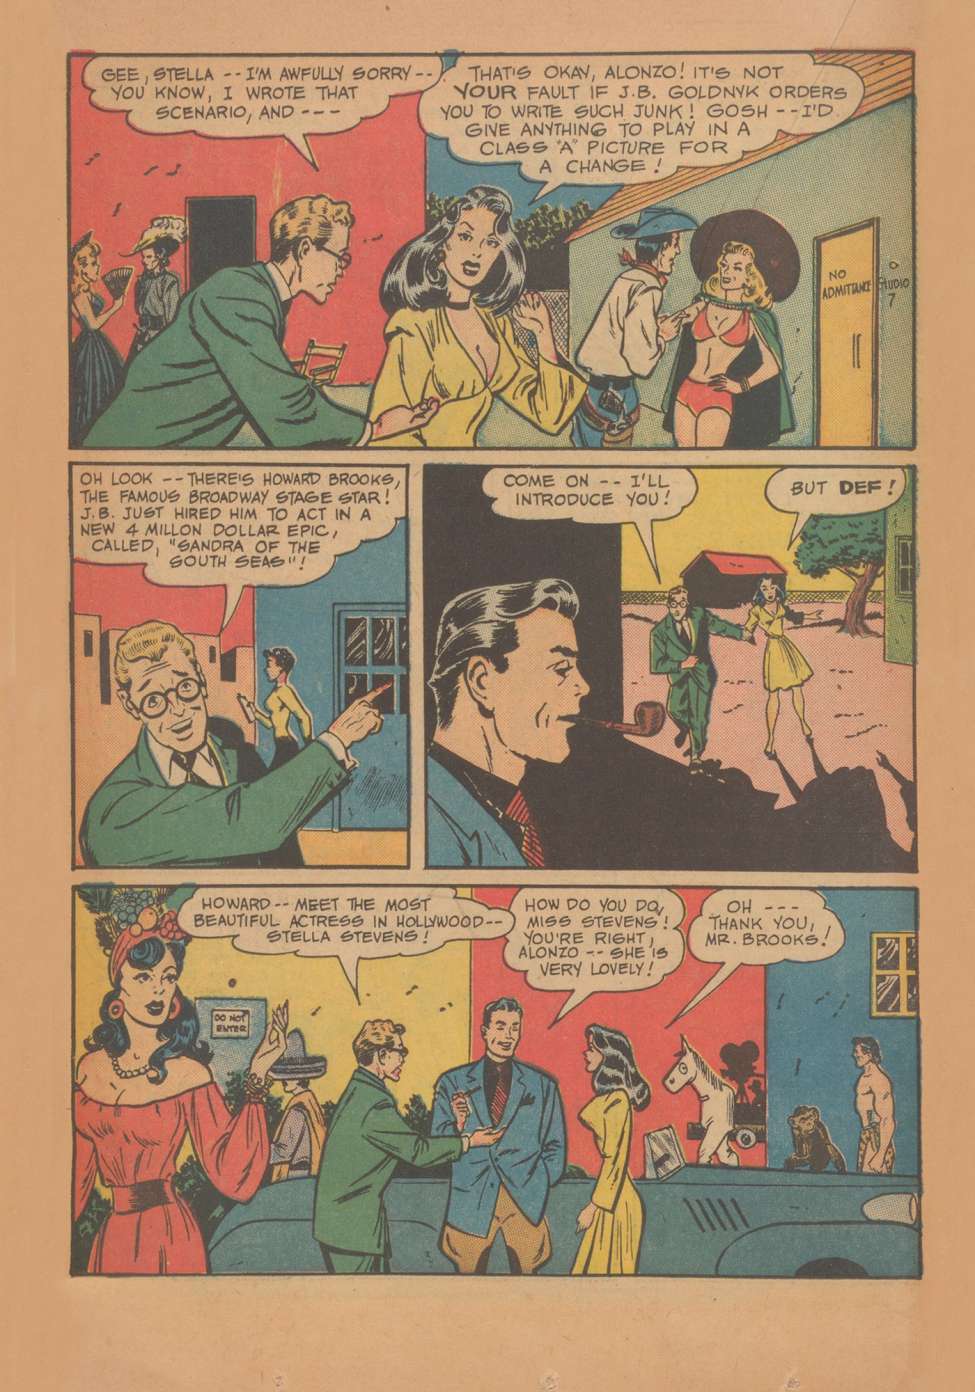 GEE, STELLA -- I'M AWFULLY SORRY --
YOU KNOW, I WROTE THAT
SCENARIO, AND ---
THAT'S OKAY, ALONZO! IT'S NOT
YOUR FAULT IF J.B. GOLDNYK ORDERS
YOU TO WRITE SUCH JUNK! GOSH -- I'D
GIVE ANYTHING TO PLAY IN A
CLASS "A" PICTURE FOR
A CHANGE!
NO
ADMITTANCE
STUDIO
7
OH LOOK -- THERE'S HOWARD BROOKS,
THE FAMOUS BROADWAY STAGE STAR!
J.B. JUST HIRED HIM TO ACT IN A
NEW 4 MILLON DOLLAR EPIC,
CALLED, "SANDRA OF THE
SOUTH SEAS"!
COME ON -- I'LL
INTRODUCE YOU!
BUT DEF!
HOWARD -- MEET THE MOST
BEAUTIFUL ACTRESS IN HOLLYWOOD --
STELLA STEVENS!
HOW DO YOU DO,
MISS STEVENS!
YOU'RE RIGHT,
ALONZO -- SHE IS
VERY LOVELY!
OH ---
THANK YOU,
MR. BROOKS!
DO NOT
ENTER